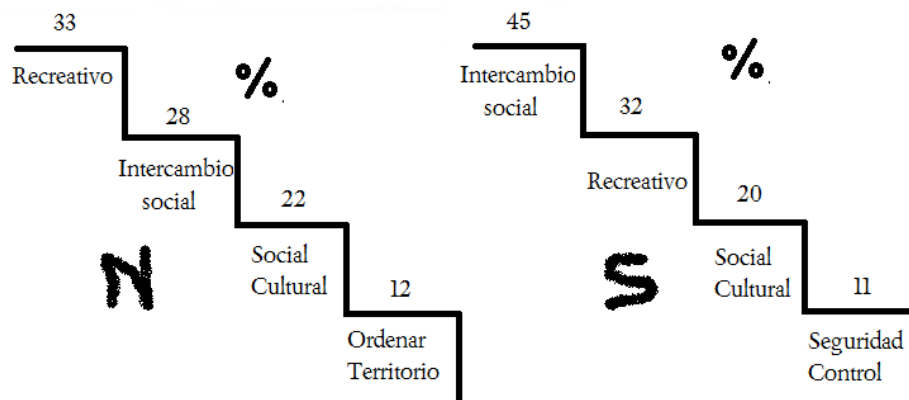 33
Recreativo
%
28
Intercambio
social
22
Social
Cultural
12
Ordenar
Territorio
N
45
Intercambio
social
%
32
Recreativo
20
Social
Cultural
11
Seguridad
Control
S